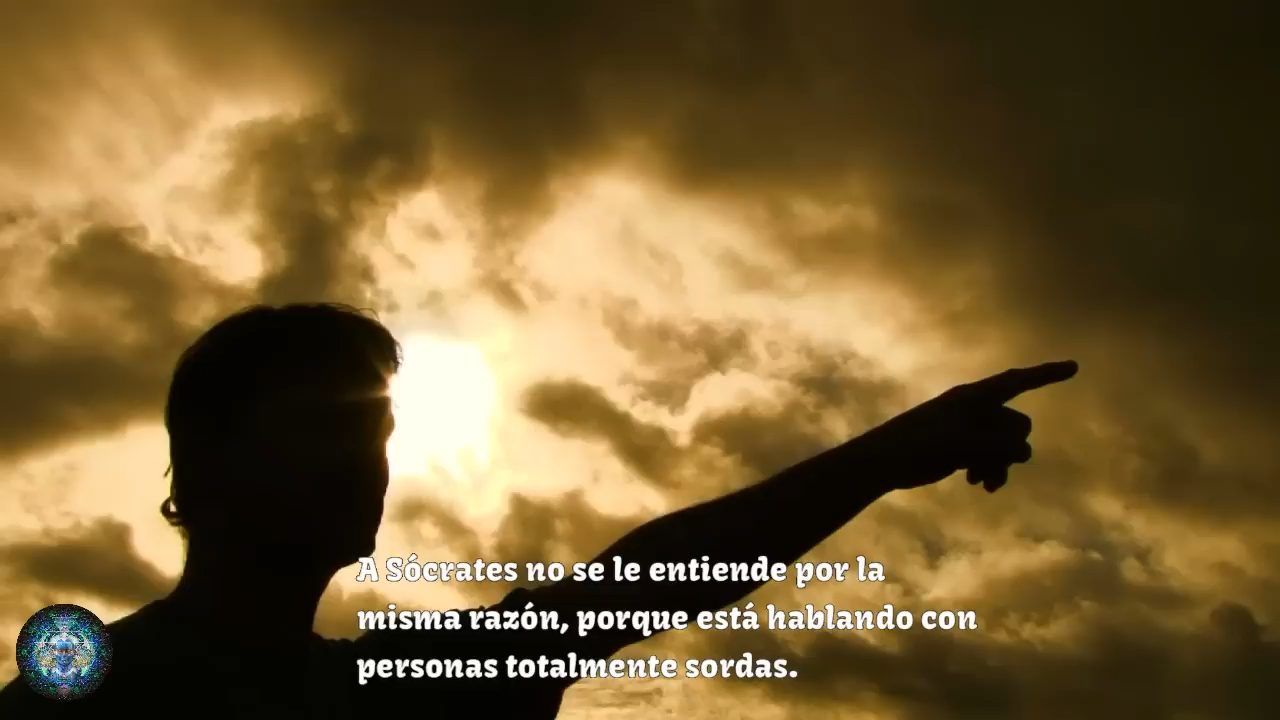 A Sócrates no se le entiende por la
misma razón, porque está hablando con
personas totalmente sordas.